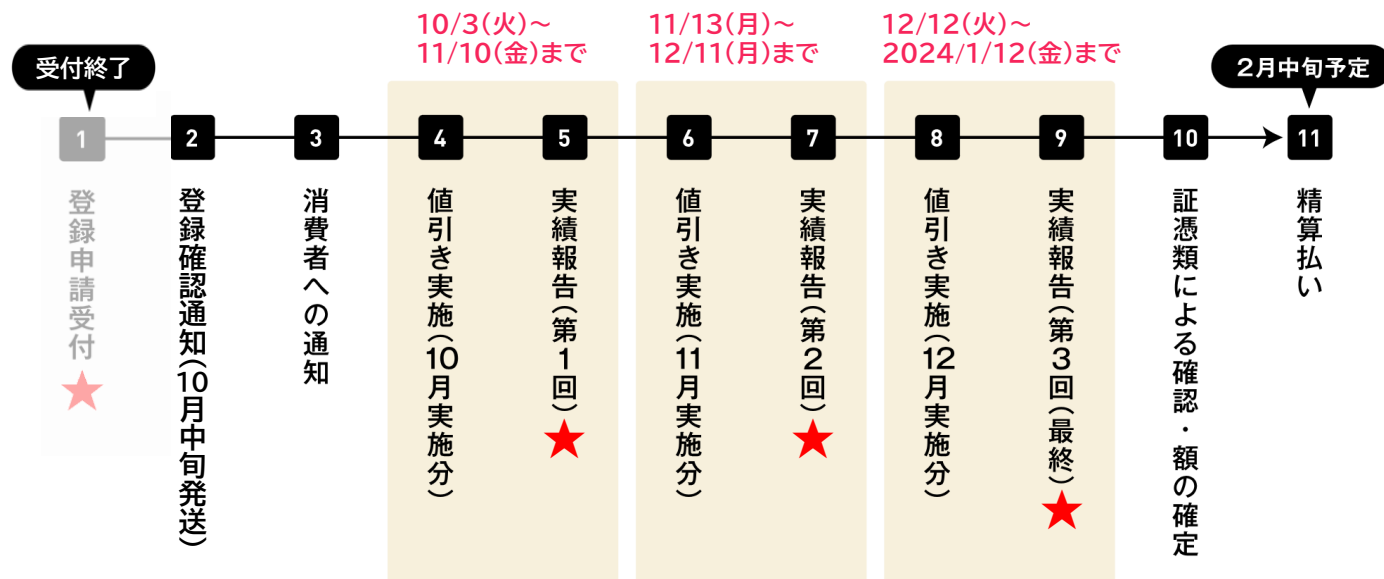 10/3(火)～
11/10(金)まで
11/13(月)～
12/11(月)まで
12/12(火)～
2024/1/12(金)まで
受付終了
2月中旬予定
1
2
3
4
5
6
7
8
9
10
11
登録申請受付★
登録確認通知(10月中旬発送)
消費者への通知
値引き実施(10月実施分)
実績報告(第1回)★
値引き実施(11月実施分)
実績報告(第2回)★
値引き実施(12月実施分)
実績報告(第3回(最終)★
証憑類による確認・額の確定
精算払い